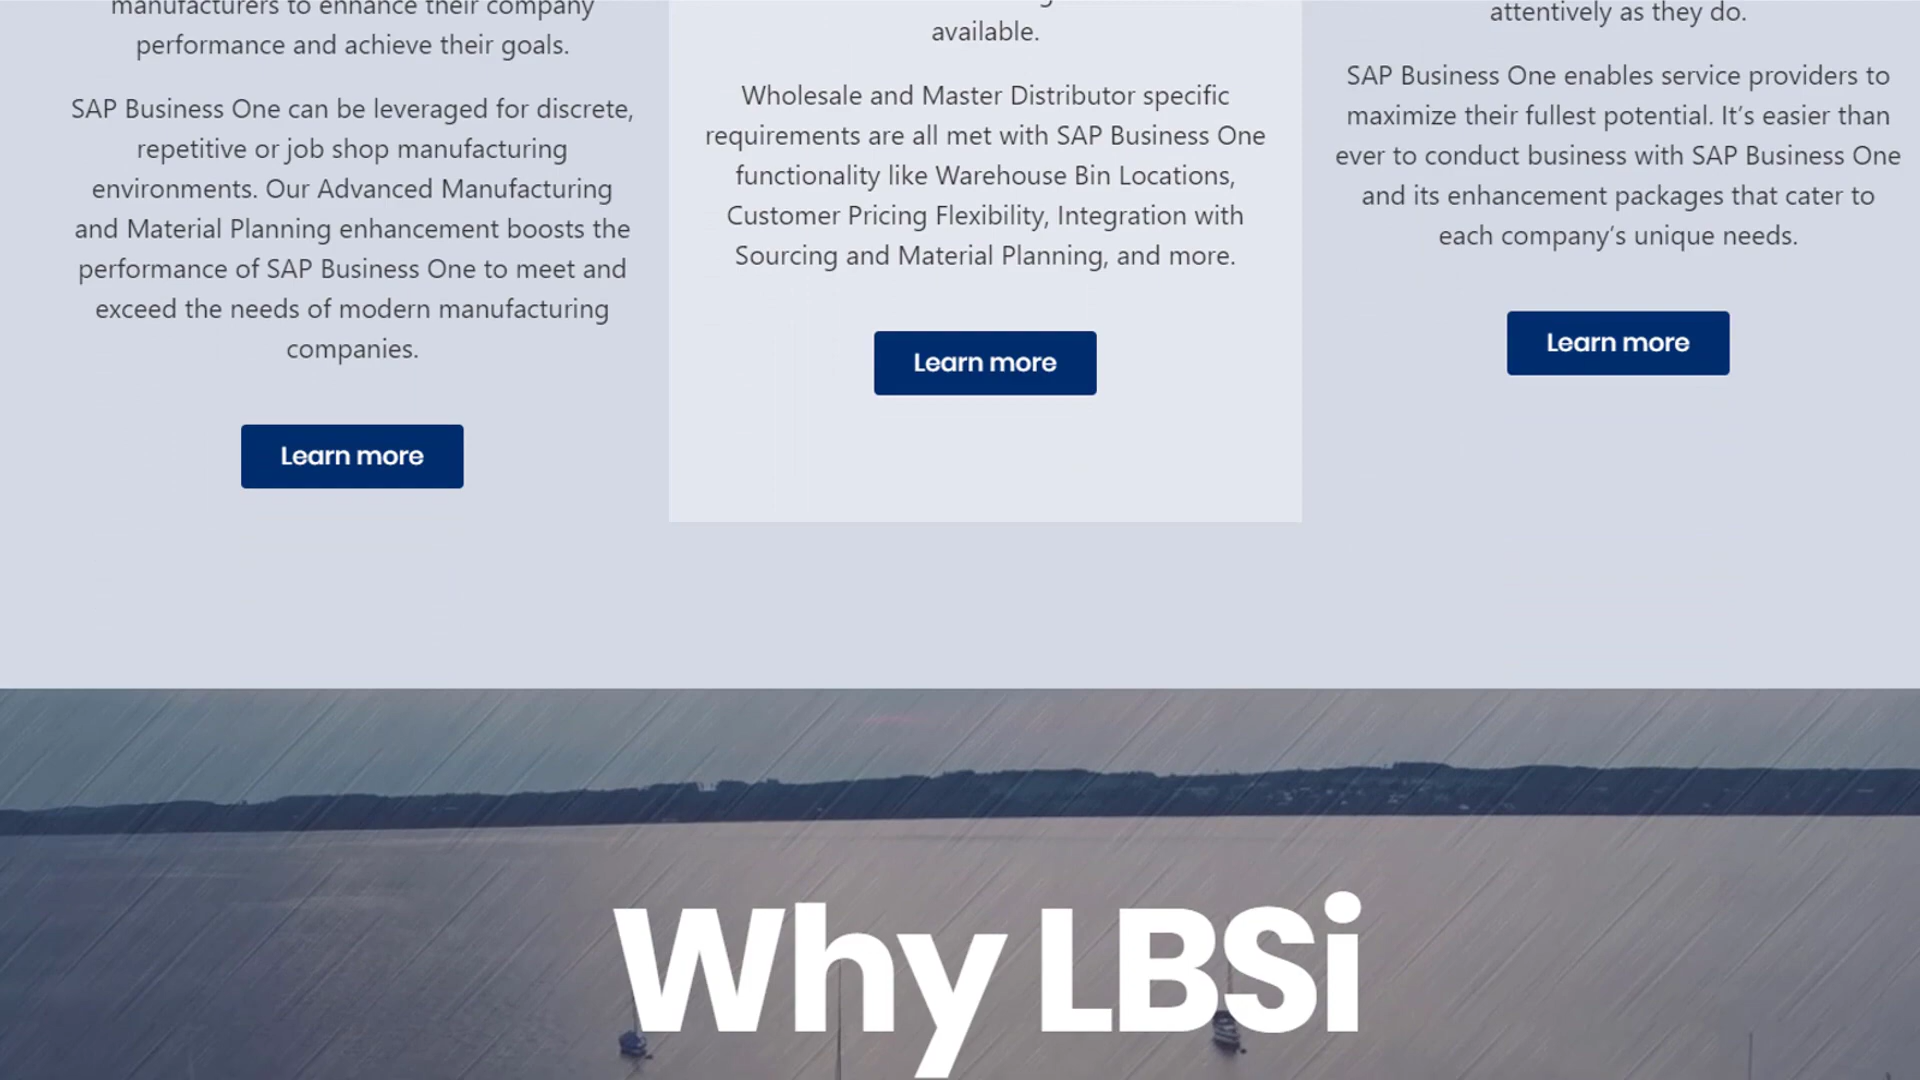 manufacturers to enhance their company
performance and achieve their goals.
SAP Business One can be leveraged for discrete,
repetitive or job shop manufacturing
environments. Our Advanced Manufacturing
and Material Planning enhancement boosts the
performance of SAP Business One to meet and
exceed the needs of modern manufacturing
companies.
Learn more
available.
Wholesale and Master Distributor specific
requirements are all met with SAP Business One
functionality like Warehouse Bin Locations,
Customer Pricing Flexibility, Integration with
Sourcing and Material Planning, and more.
Learn more
attentively as they do.
SAP Business One enables service providers to
maximize their fullest potential. It’s easier than
ever to conduct business with SAP Business One
and its enhancement packages that cater to
each company’s unique needs.
Learn more
Why LBSi